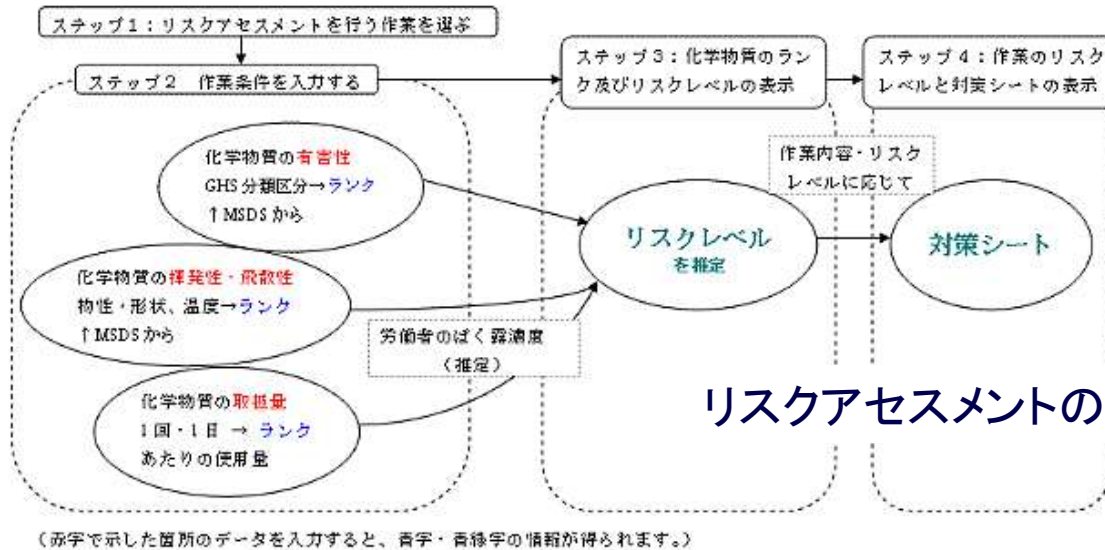 ステップ1：リスクアセスメントを行う作業を選ぶ
ステップ2　作業条件を入力する
化学物質の有害性
GHS分類区分→ランク
↑MSDSから
化学物質の揮発性・飛散性
物性・形状、温度→ランク
↑MSDSから
化学物質の取扱量
1回・1日 → ランク
あたりの使用量
労働者のばく露濃度
（推定）
ステップ3：化学物質のラン
ク及びリスクレベルの表示
リスクレベル
を推定
作業内容・リスク
レベルに応じて
ステップ4：作業のリスク
レベルと対策シートの表示
対策シート
リスクアセスメントの
（赤字で示した箇所のデータを入力すると、青字・青緑字の情報が得られます。）